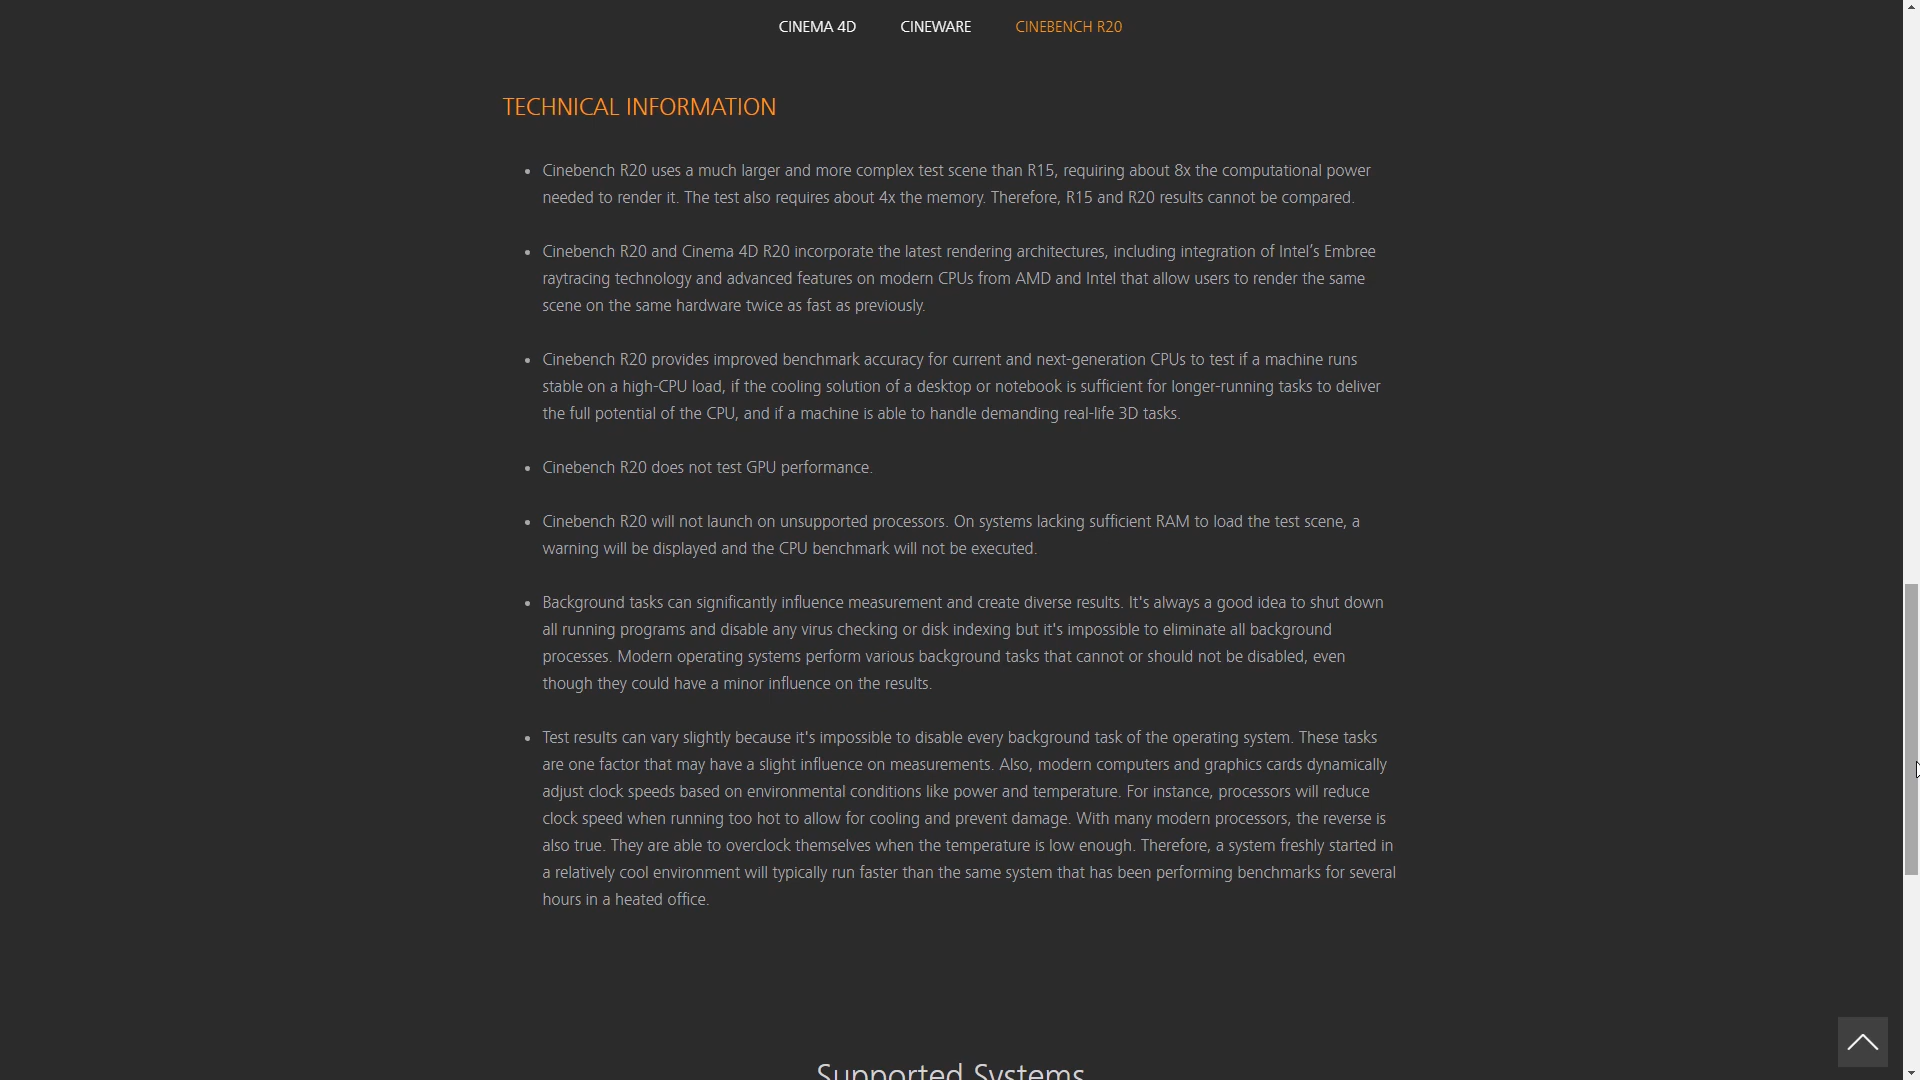 CINEMA 4D CINEWARE CINEBENCH R20
TECHNICAL INFORMATION
• Cinebench R20 uses a much larger and more complex test scene than R15, requiring about 8x the computational power
needed to render it. The test also requires about 4x the memory. Therefore, R15 and R20 results cannot be compared.
• Cinebench R20 and Cinema 4D R20 incorporate the latest rendering architectures, including integration of Intel’s Embree
raytracing technology and advanced features on modern CPUs from AMD and Intel that allow users to render the same
scene on the same hardware twice as fast as previously.
• Cinebench R20 provides improved benchmark accuracy for current and next-generation CPUs to test if a machine runs
stable on a high-CPU load, if the cooling solution of a desktop or notebook is sufficient for longer-running tasks to deliver
the full potential of the CPU, and if a machine is able to handle demanding real-life 3D tasks.
• Cinebench R20 does not test GPU performance.
• Cinebench R20 will not launch on unsupported processors. On systems lacking sufficient RAM to load the test scene, a
warning will be displayed and the CPU benchmark will not be executed.
• Background tasks can significantly influence measurement and create diverse results. It's always a good idea to shut down
all running programs and disable any virus checking or disk indexing but it's impossible to eliminate all background
processes. Modern operating systems perform various background tasks that cannot or should not be disabled, even
though they could have a minor influence on the results.
• Test results can vary slightly because it's impossible to disable every background task of the operating system. These tasks
are one factor that may have a slight influence on measurements. Also, modern computers and graphics cards dynamically
adjust clock speeds based on environmental conditions like power and temperature. For instance, processors will reduce
clock speed when running too hot to allow for cooling and prevent damage. With many modern processors, the reverse is
also true. They are able to overclock themselves when the temperature is low enough. Therefore, a system freshly started in
a relatively cool environment will typically run faster than the same system that has been performing benchmarks for several
hours in a heated office.
Supported Systems